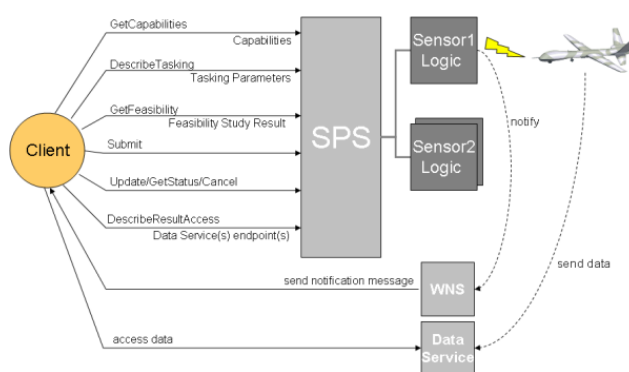 GetCapabilities
Capabilities
DescribeTasking
Tasking Parameters
GetFeasibility
Feasibility Study Result
Submit
Update/GetStatus/Cancel
DescribeResultAccess
Data Service(s) endpoint(s)
Client
SPS
Sensor1
Logic
Sensor2
Logic
notify
send data
send notification message
WNS
access data
Data
Service